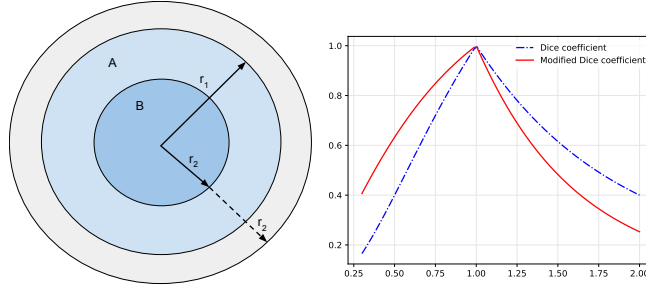 A
r1
B
r2
r2
Dice coefficient
Modified Dice coefficient
1.0
0.8
0.6
0.4
0.2
0.25 0.50 0.75 1.00 1.25 1.50 1.75 2.00